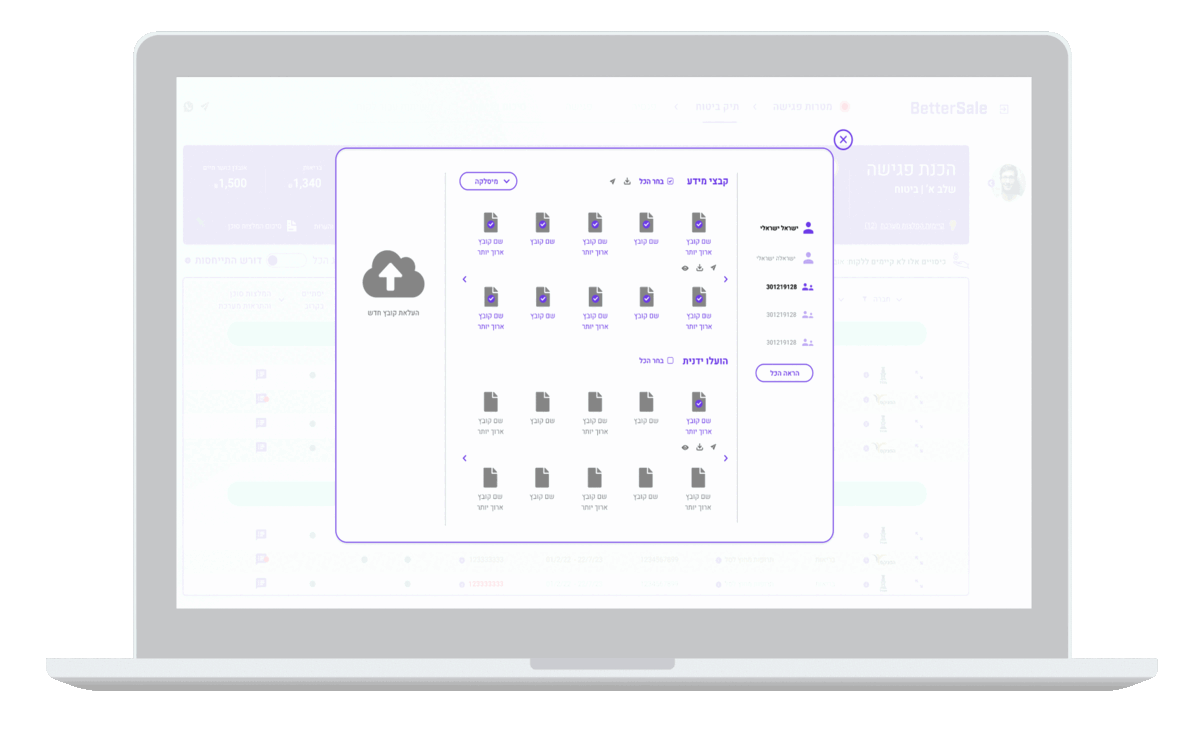 BetterSale
מטרות פגישה
תיק ביטוח
הכנת פגישה
שלב א' | ביטוח
1,340
1,500
דורש התייחסות
הכל
קבצי מידע
בחר הכל
מיסלקה
שם קובץ
ארוך יותר
שם קובץ
שם קובץ
ארוך יותר
שם קובץ
שם קובץ
ארוך יותר
שם קובץ
ארוך יותר
שם קובץ
שם קובץ
ארוך יותר
שם קובץ
שם קובץ
ארוך יותר
הועלו ידנית
בחר הכל
שם קובץ
ארוך יותר
שם קובץ
שם קובץ
ארוך יותר
שם קובץ
שם קובץ
ארוך יותר
שם קובץ
ארוך יותר
שם קובץ
שם קובץ
ארוך יותר
שם קובץ
שם קובץ
ארוך יותר
ישראל ישראלי
ישראלה ישראלי
301219128
301219128
301219128
הראה הכל
העלאת קובץ חדש